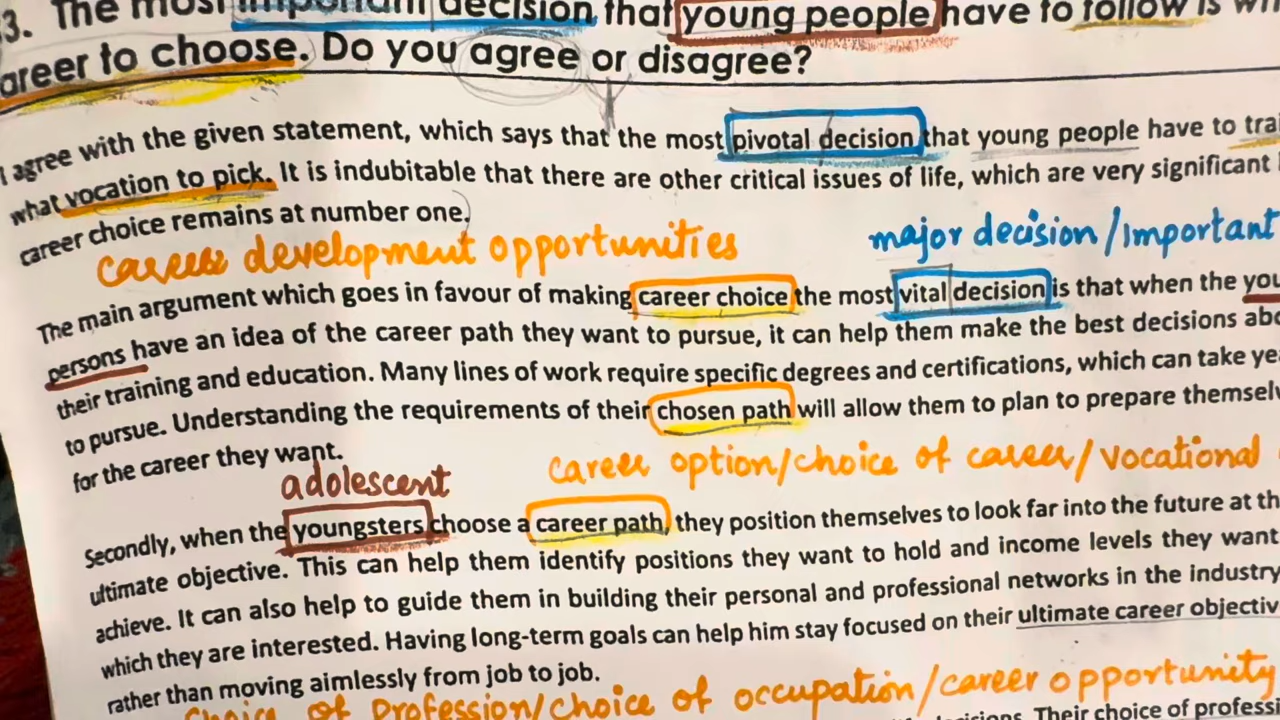 3. The most important decision that young people have to follow is
areer to choose. Do you agree or disagree?
I agree with the given statement, which says that the most pivotal decision that young people have to
what vocation to pick. It is indubitable that there are other critical issues of life, which are very significant
career choice remains at number one.
career development opportunities
major decision/Important
The main argument which goes in favour of making career choice the most vital decision is that when the you
persons have an idea of the career path they want to pursue, it can help them make the best decisions abo
their training and education. Many lines of work require specific degrees and certifications, which can take ye
to pursue. Understanding the requirements of their chosen path will allow them to plan to prepare themsel
for the career they want.
career option/choice of career/vocational
adolescent
Secondly, when the youngsters choose a career path, they position themselves to look far into the future at th
ultimate objective. This can help them identify positions they want to hold and income levels they want
achieve. It can also help to guide them in building their personal and professional networks in the industry
which they are interested. Having long-term goals can help him stay focused on their ultimate career objectiv
rather than moving aimlessly from job to job.
choice of profession/choice of occupation/career opportunity
Their choice of professi